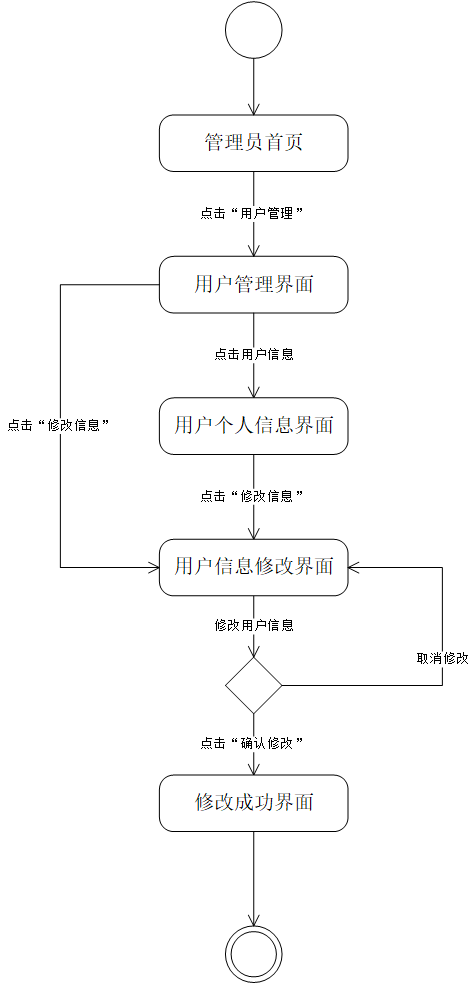 管理员首页
点击“用户管理”
用户管理界面
点击用户信息
用户个人信息界面
点击“修改信息”
点击“修改信息”
用户信息修改界面
修改用户信息
取消修改
点击“确认修改”
修改成功界面